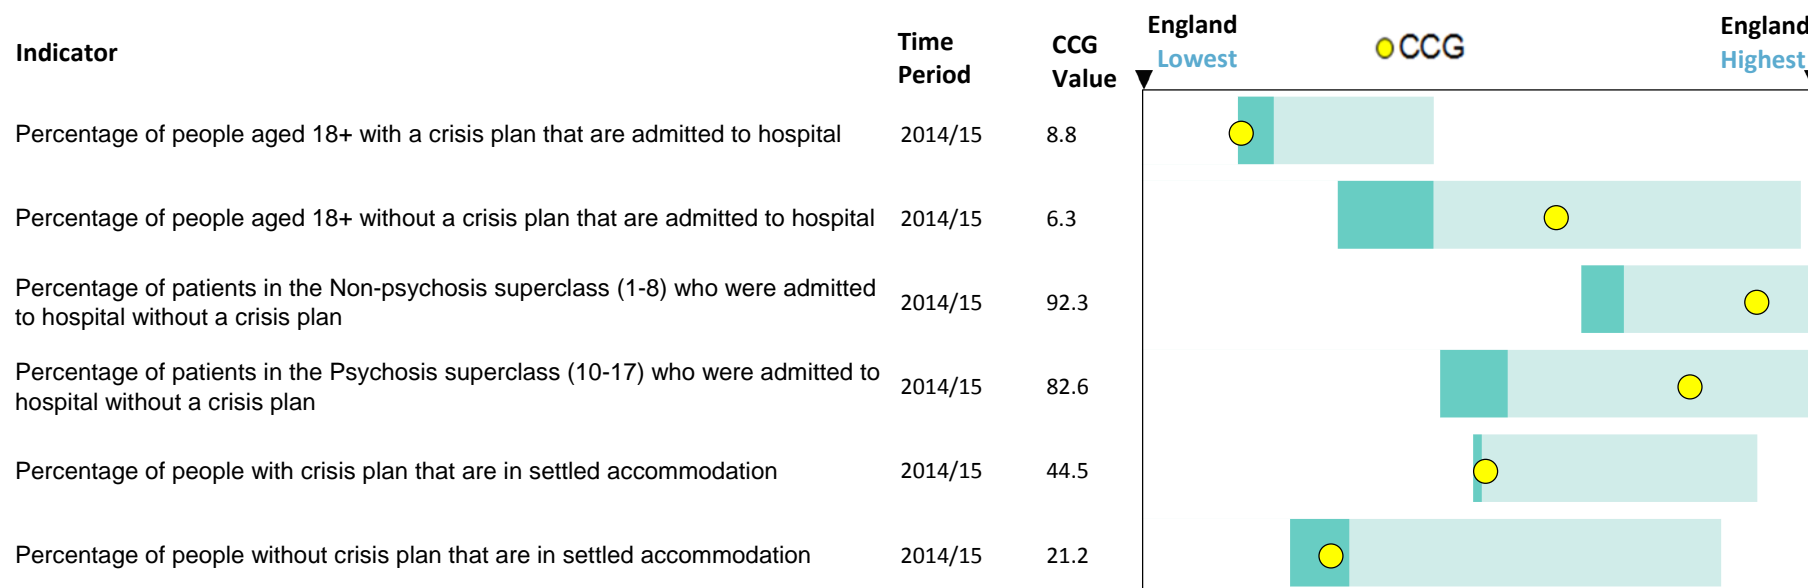 Indicator
Time
Period
CCG
Value
England
Lowest
CCG
England
Highest
Percentage of people aged 18+ with a crisis plan that are admitted to hospital 2014/15 8.8
Percentage of people aged 18+ without a crisis plan that are admitted to hospital 2014/15 6.3
Percentage of patients in the Non-psychosis superclass (1-8) who were admitted
to hospital without a crisis plan
2014/15 92.3
Percentage of patients in the Psychosis superclass (10-17) who were admitted to
hospital without a crisis plan
2014/15 82.6
Percentage of people with crisis plan that are in settled accommodation 2014/15 44.5
Percentage of people without crisis plan that are in settled accommodation 2014/15 21.2